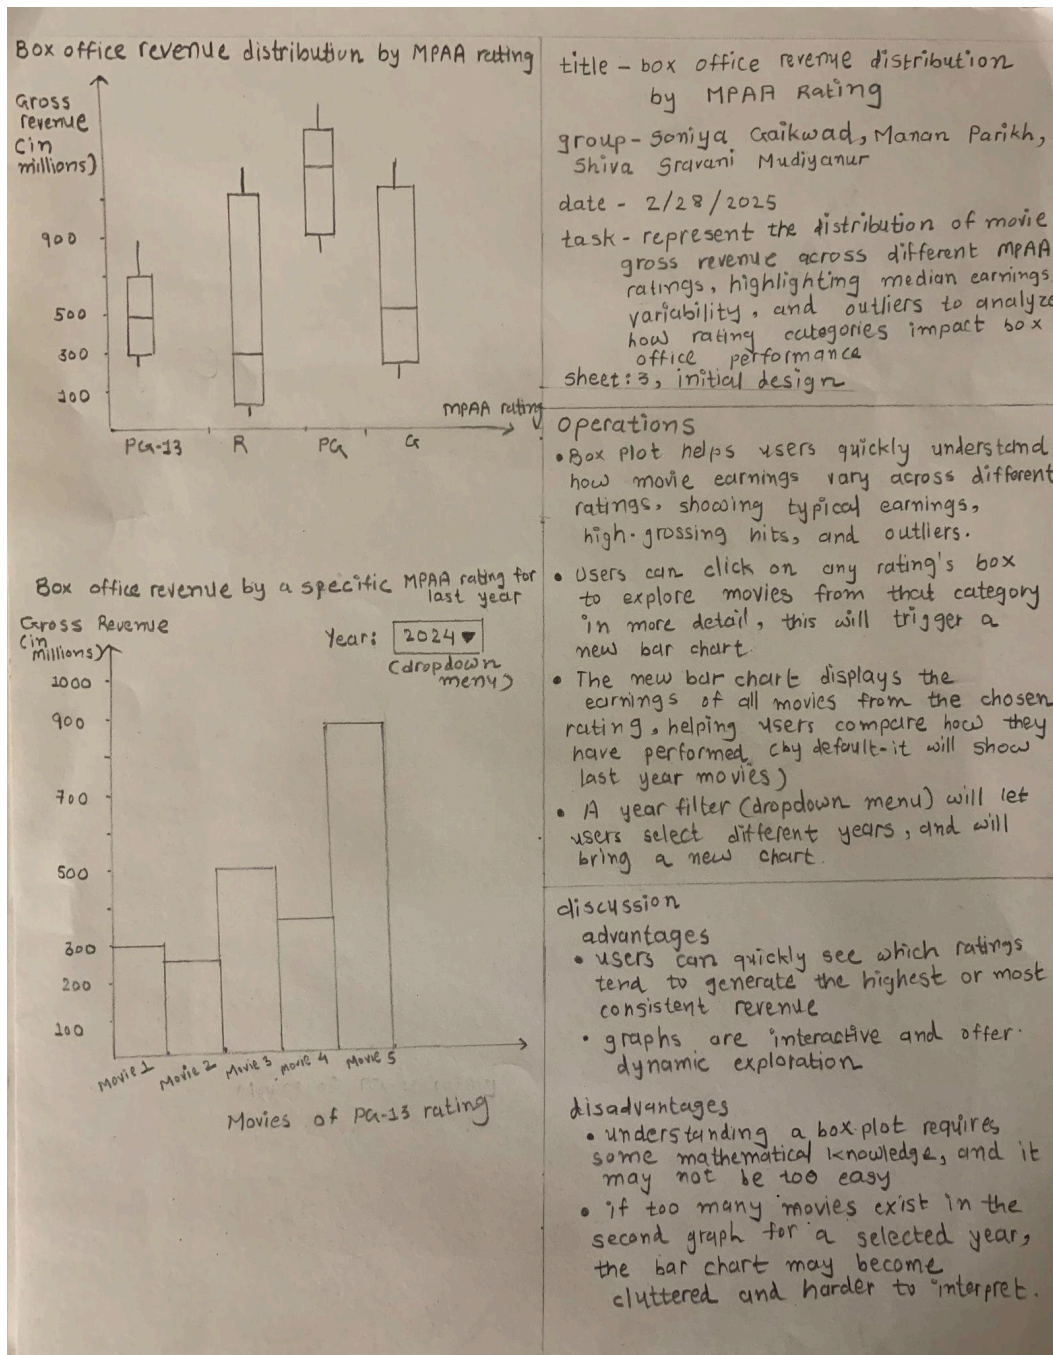 Box office revenue distribution by MPAA rating
Gross
revenue
(in
millions)
900
500
300
100
MPAA rating
PG-13
R
PG
G
Box office revenue by a specific MPAA rating for
last year
Gross Revenue
(in
millions)
Year: 2024
(dropdown
menu)
1000
900
700
500
300
200
100
Movie 1
Movie 2
Movie 3
Movie 4
Movie 5
Movies of PG-13 rating
title - box office revenue distribution
by MPAA Rating
group - Soniya Gaikwad, Manan Parikh,
Shiva Sravani Mudiyanur
date - 2/28/2025
task - represent the distribution of movie
gross revenue across different MPAA
ratings, highlighting median earnings,
variability, and outliers to analyze
how rating categories impact box
office performance
sheet: 3, initial design
operations
• Box plot helps users quickly understand
how movie earnings vary across different
ratings, showing typical earnings,
high-grossing hits, and outliers.
• Users can click on any rating's box
to explore movies from that category
in more detail, this will trigger a
new bar chart.
• The new bar chart displays the
earnings of all movies from the chosen
rating, helping users compare how they
have performed (by default-it will show
last year movies)
• A year filter (dropdown menu) will let
users select different years, and will
bring a new chart.
discussion
advantages
• users can quickly see which ratings
tend to generate the highest or most
consistent revenue
• graphs are interactive and offer
dynamic exploration
disadvantages
• understanding a box plot requires
some mathematical knowledge, and it
may not be too easy
• if too many movies exist in the
second graph for a selected year,
the bar chart may become
cluttered and harder to interpret.